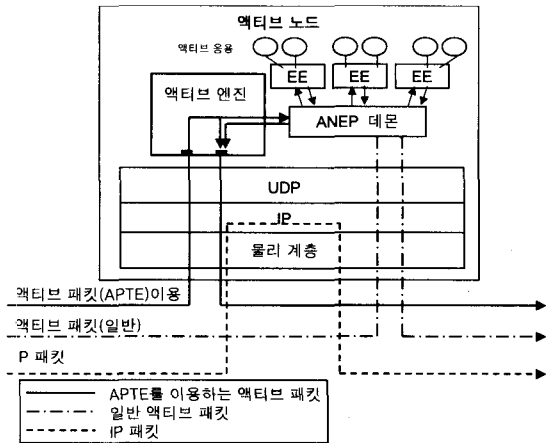 액티브 노드
액티브 응용
EE
EE
EE
액티브 엔진
ANEP 데몬
UDP
IP
물리 계층
액티브 패킷(APTE)이용
액티브 패킷(일반)
P 패킷
APTE를 이용하는 액티브 패킷
일반 액티브 패킷
IP 패킷